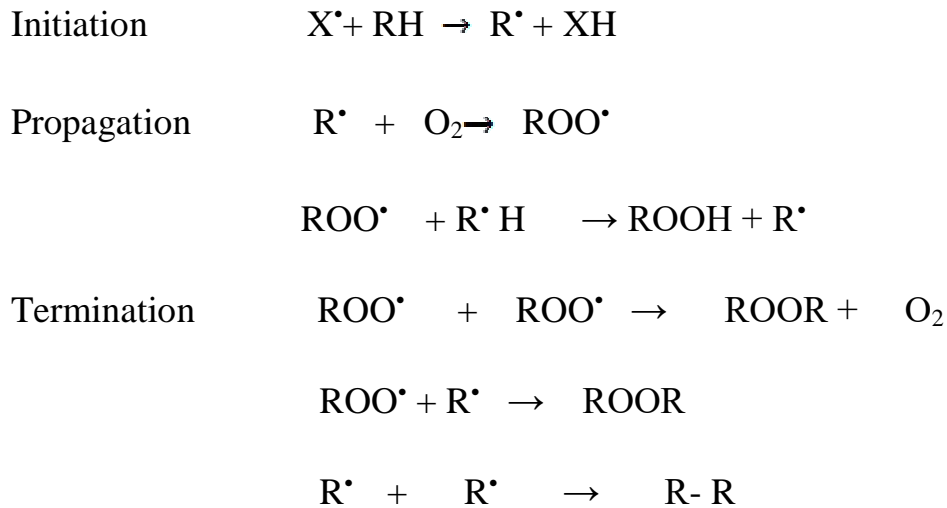 Initiation X•+ RH → R• + XH
Propagation R• + O₂→ ROO•
ROO• + R• H → ROOH + R•
Termination ROO• + ROO• → ROOR + O₂
ROO• + R• → ROOR
R• + R• → R- R